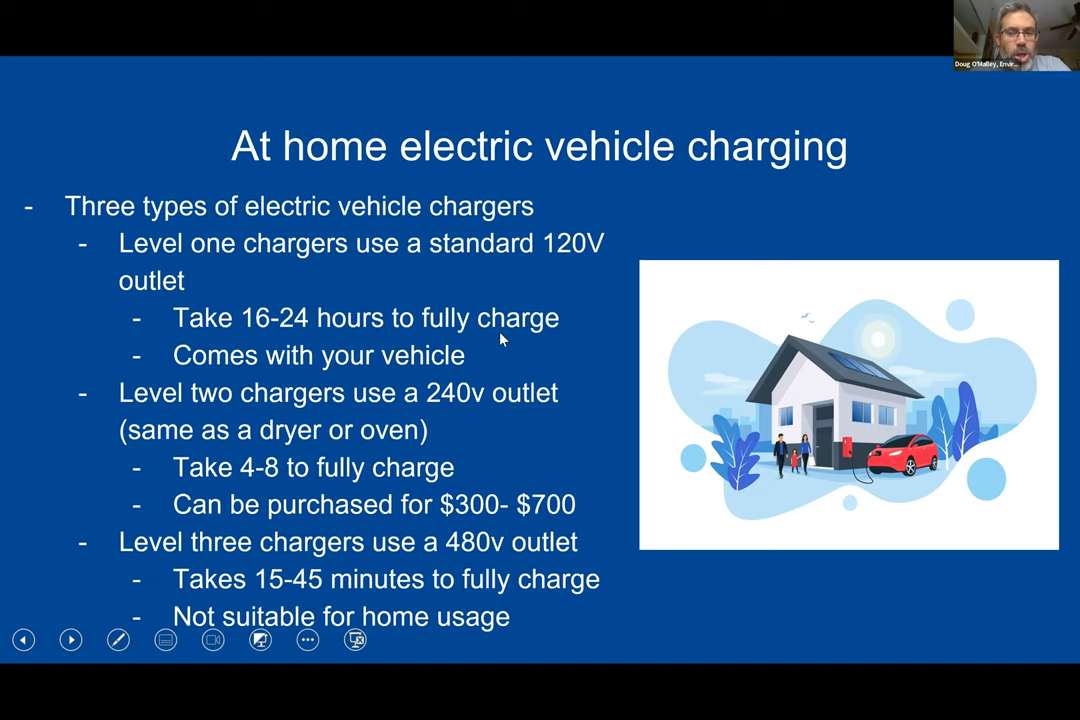 Doug O'Malley, Envir...
At home electric vehicle charging
- Three types of electric vehicle chargers
- Level one chargers use a standard 120V
outlet
- Take 16-24 hours to fully charge
- Comes with your vehicle
- Level two chargers use a 240v outlet
(same as a dryer or oven)
- Take 4-8 to fully charge
- Can be purchased for $300- $700
- Level three chargers use a 480v outlet
- Takes 15-45 minutes to fully charge
- Not suitable for home usage